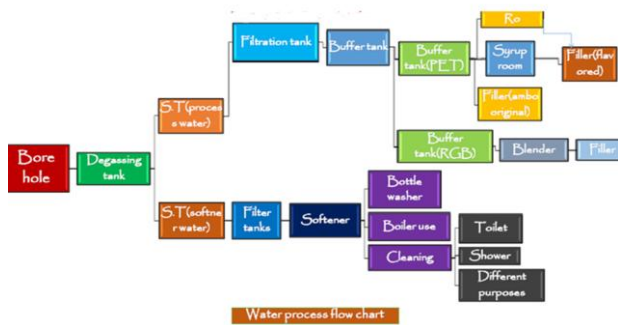 Ro
Filtration tank
Buffer tank
Buffer
tank(PET)
Syrup
room
Filler(flav
ored)
S.T(proces
s water)
Filler(ambo
original)
Buffer
tank(RGB)
Blender
Filler
Bore
hole
Degassing
tank
Bottle
washer
S.T(softne
r water)
Filter
tanks
Softener
Boiler use
Toilet
Cleaning
Shower
Different
purposes
Water process flow chart